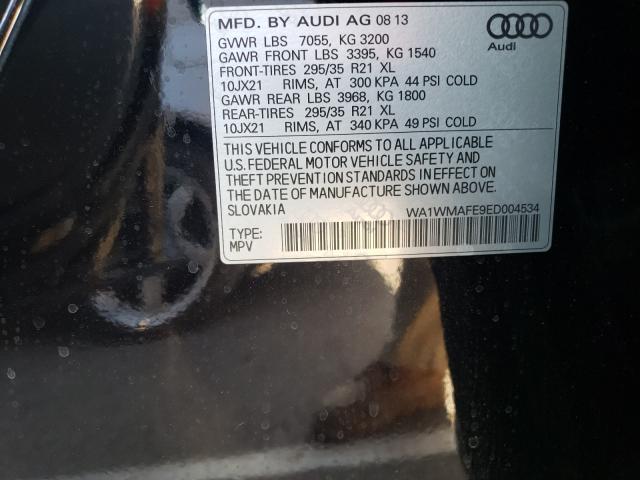 MFD. BY AUDI AG 08 13
GVWR LBS 7055, KG 3200
GAWR FRONT LBS 3395, KG 1540
FRONT-TIRES 295/35 R21 XL
10JX21 RIMS, AT 300 KPA 44 PSI COLD
GAWR REAR LBS 3968, KG 1800
REAR-TIRES 295/35 R21 XL
10JX21 RIMS, AT 340 KPA 49 PSI COLD
Audi
THIS VEHICLE CONFORMS TO ALL APPLICABLE
U.S. FEDERAL MOTOR VEHICLE SAFETY AND
THEFT PREVENTION STANDARDS IN EFFECT ON
THE DATE OF MANUFACTURE SHOWN ABOVE.
SLOVAKIA WA1WMAFE9ED004534
TYPE:
MPV